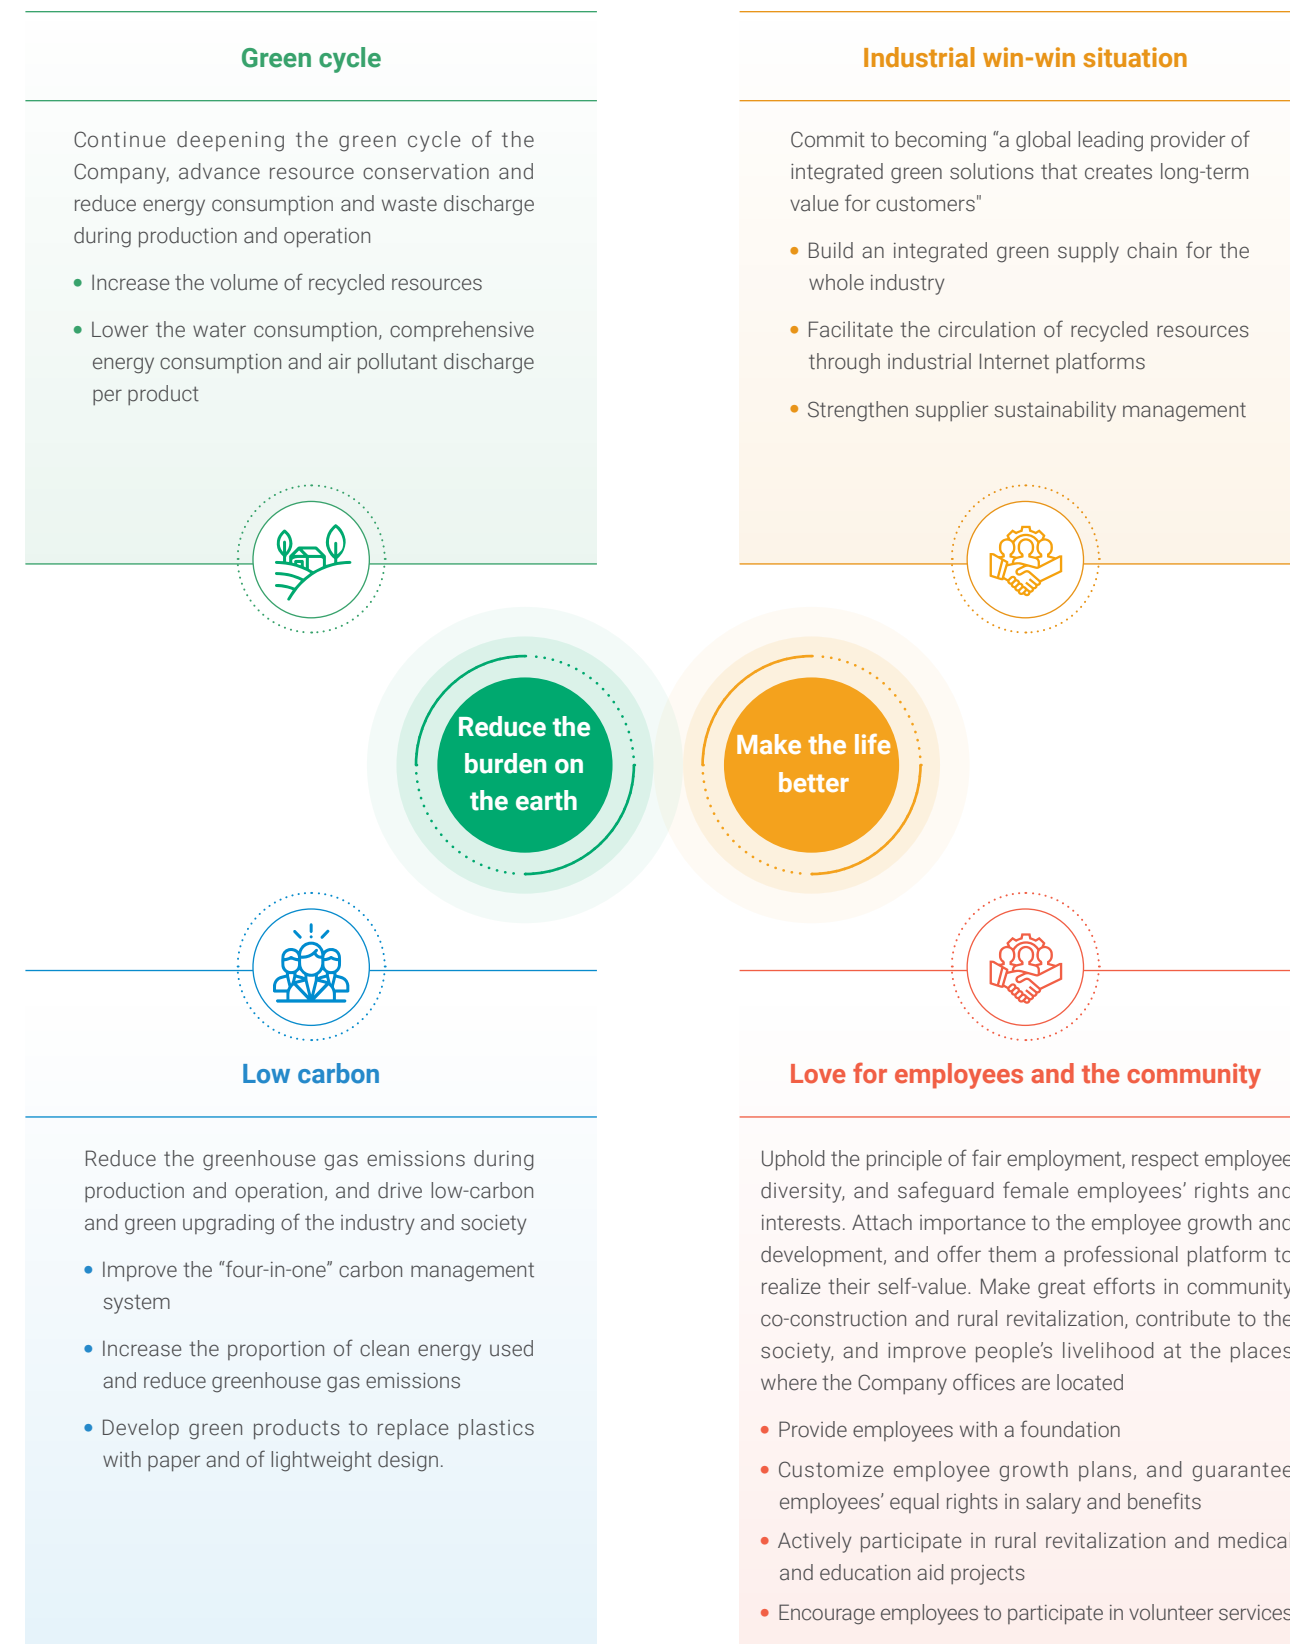 Green cycle
Continue deepening the green cycle of the
Company, advance resource conservation and
reduce energy consumption and waste discharge
during production and operation
• Increase the volume of recycled resources
• Lower the water consumption, comprehensive
energy consumption and air pollutant discharge
per product
Industrial win-win situation
Commit to becoming “a global leading provider of
integrated green solutions that creates long-term
value for customers"
• Build an integrated green supply chain for the
whole industry
• Facilitate the circulation of recycled resources
through industrial Internet platforms
• Strengthen supplier sustainability management
Reduce the
burden on
the earth
Make the life
better
Low carbon
Reduce the greenhouse gas emissions during
production and operation, and drive low-carbon
and green upgrading of the industry and society
• Improve the “four-in-one” carbon management
system
• Increase the proportion of clean energy used
and reduce greenhouse gas emissions
• Develop green products to replace plastics
with paper and of lightweight design.
Love for employees and the community
Uphold the principle of fair employment, respect employee
diversity, and safeguard female employees’ rights and
interests. Attach importance to the employee growth and
development, and offer them a professional platform to
realize their self-value. Make great efforts in community
co-construction and rural revitalization, contribute to the
society, and improve people’s livelihood at the places
where the Company offices are located
• Provide employees with a foundation
• Customize employee growth plans, and guarantee
employees’ equal rights in salary and benefits
• Actively participate in rural revitalization and medical
and education aid projects
• Encourage employees to participate in volunteer services